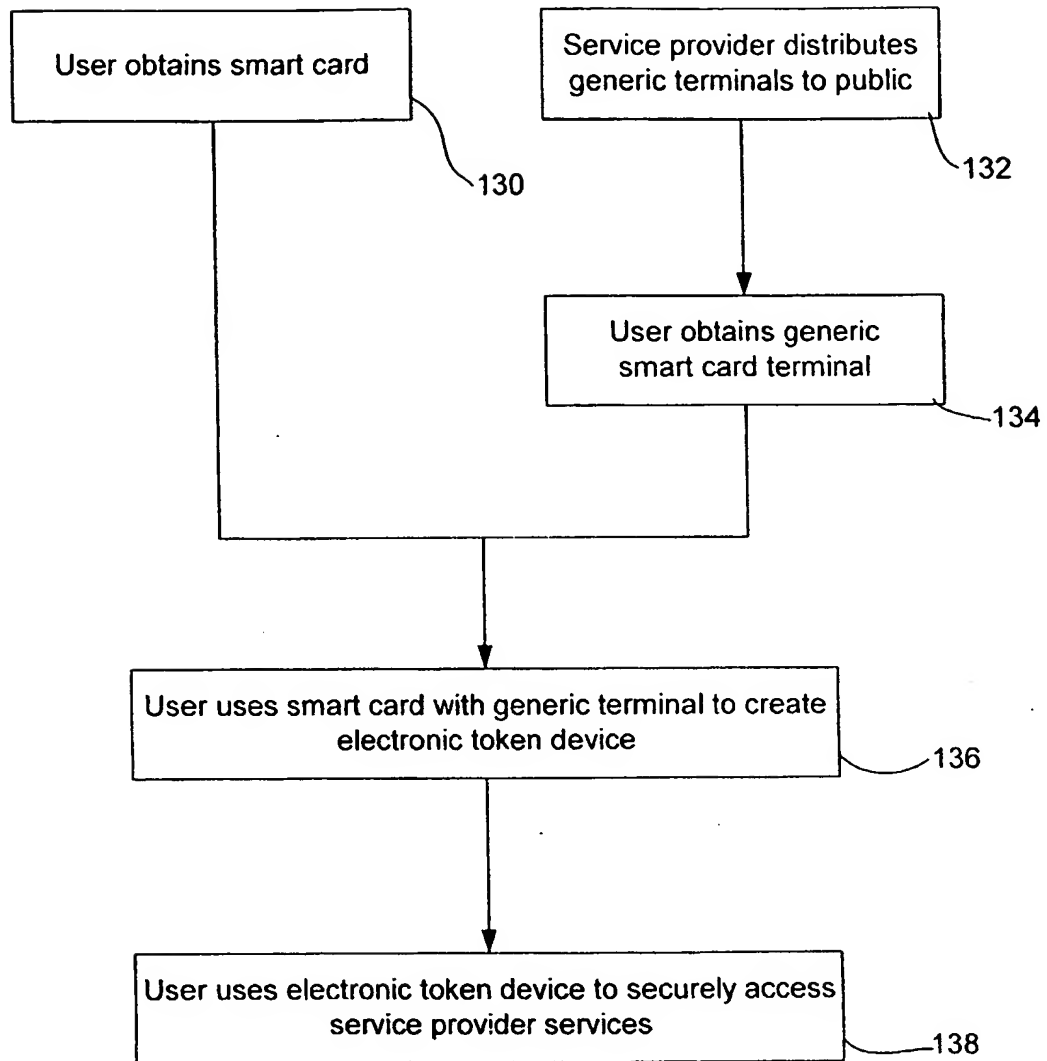 User obtains smart card
130
Service provider distributes
generic terminals to public
132
User obtains generic
smart card terminal
134
User uses smart card with generic terminal to create
electronic token device
136
User uses electronic token device to securely access
service provider services
138